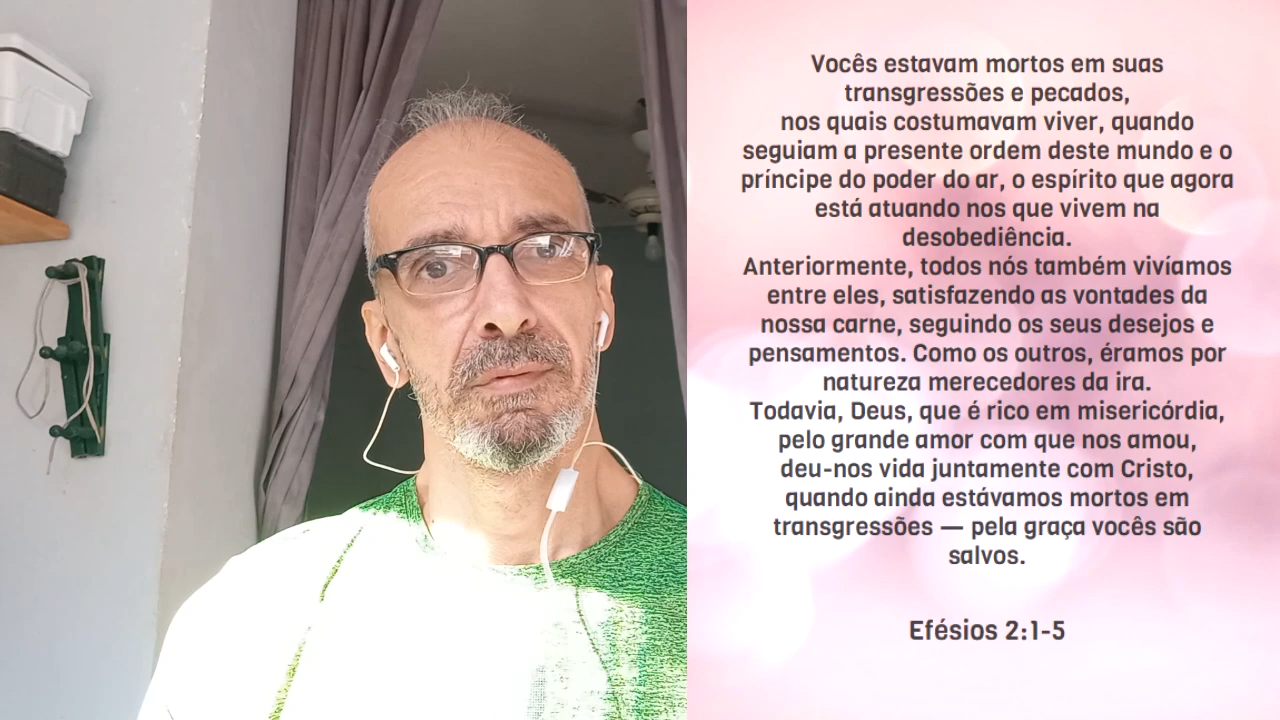 Vocês estavam mortos em suas
transgressões e pecados,
nos quais costumavam viver, quando
seguiam a presente ordem deste mundo e o
príncipe do poder do ar, o espírito que agora
está atuando nos que vivem na
desobediência.
Anteriormente, todos nós também vivíamos
entre eles, satisfazendo as vontades da
nossa carne, seguindo os seus desejos e
pensamentos. Como os outros, éramos por
natureza merecedores da ira.
Todavia, Deus, que é rico em misericórdia,
pelo grande amor com que nos amou,
deu-nos vida juntamente com Cristo,
quando ainda estávamos mortos em
transgressões — pela graça vocês são
salvos.
Efésios 2:1-5